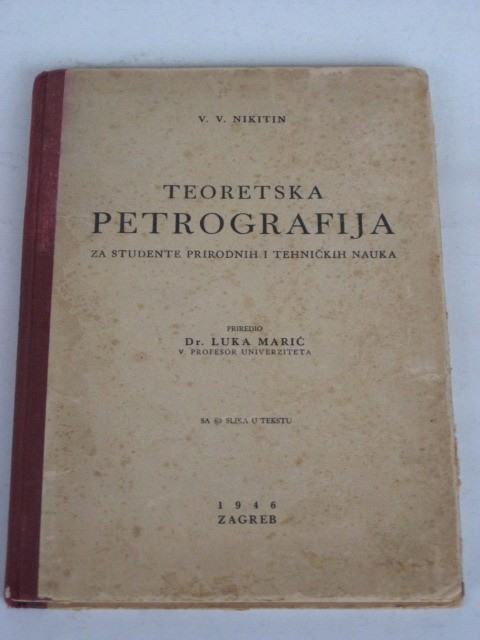 V. V. NIKITIN
TEORETSKA
PETROGRAFIJA
ZA STUDENTE PRIRODNIH I TEHNIČKIH NAUKA
PRIREDIO
Dr. LUKA MARIĆ
V. PROFESOR UNIVERZITETA
SA SLIKA U TEKSTU
1946
ZAGREB